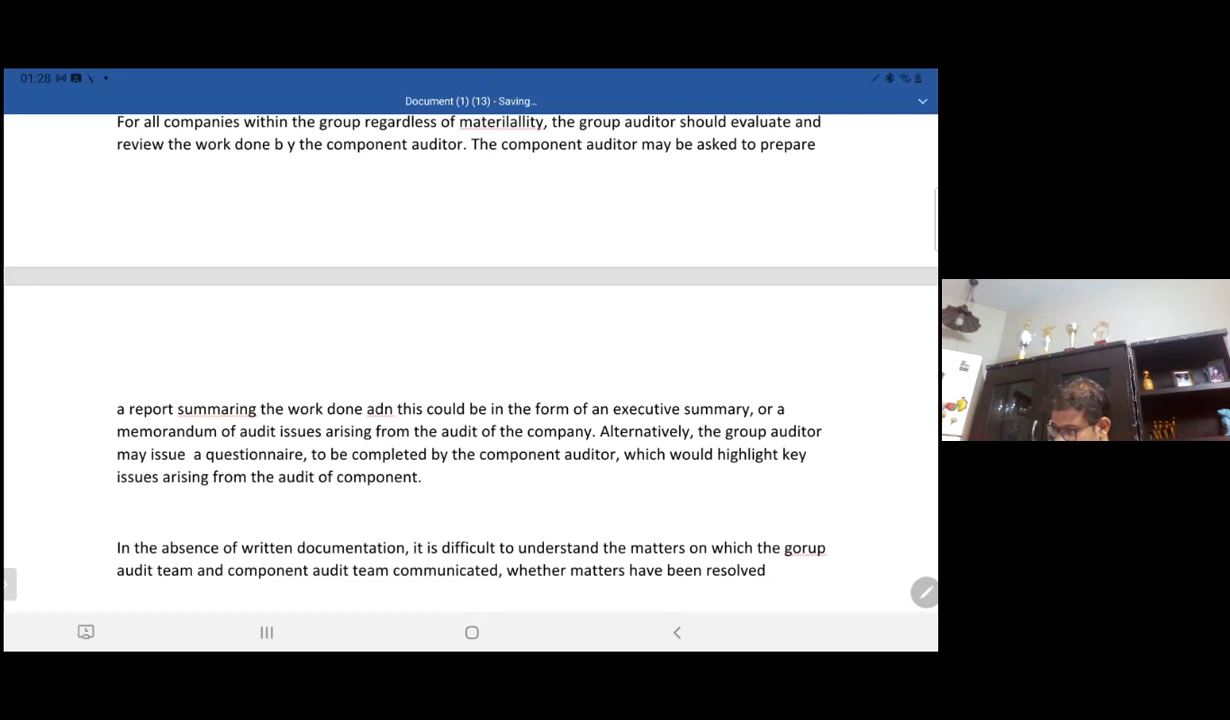 01:28
Document (1) (13) - Saving...
For all companies within the group regardless of materilallity, the group auditor should evaluate and
review the work done b y the component auditor. The component auditor may be asked to prepare
a report summaring the work done adn this could be in the form of an executive summary, or a
memorandum of audit issues arising from the audit of the company. Alternatively, the group auditor
may issue  a questionnaire, to be completed by the component auditor, which would highlight key
issues arising from the audit of component.
In the absence of written documentation, it is difficult to understand the matters on which the gorup
audit team and component audit team communicated, whether matters have been resolved